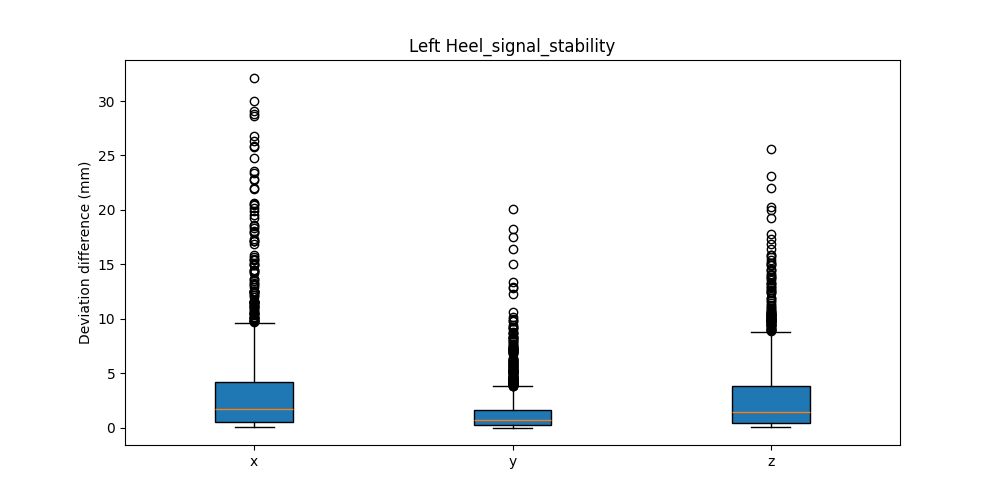 Left Heel_signal_stability
Deviation difference (mm)
30
25
20
15
10
5
0
x y z